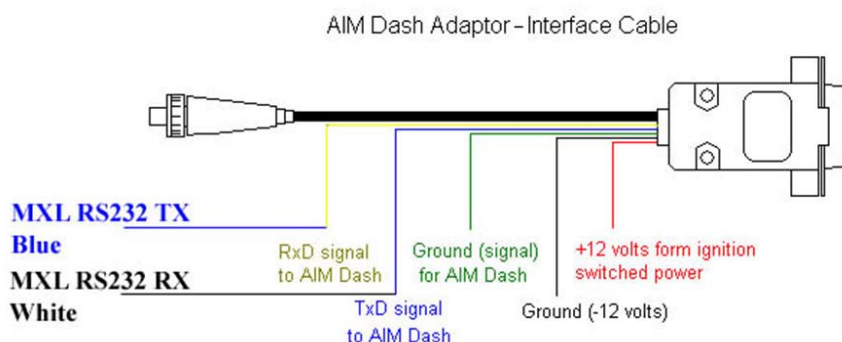 AIM Dash Adaptor - Interface Cable
MXL RS232 TX
Blue
RxD signal
to AIM Dash
Ground (signal)
for AIM Dash
+12 volts form ignition
switched power
MXL RS232 RX
White
TxD signal
to AIM Dash
Ground (-12 volts)